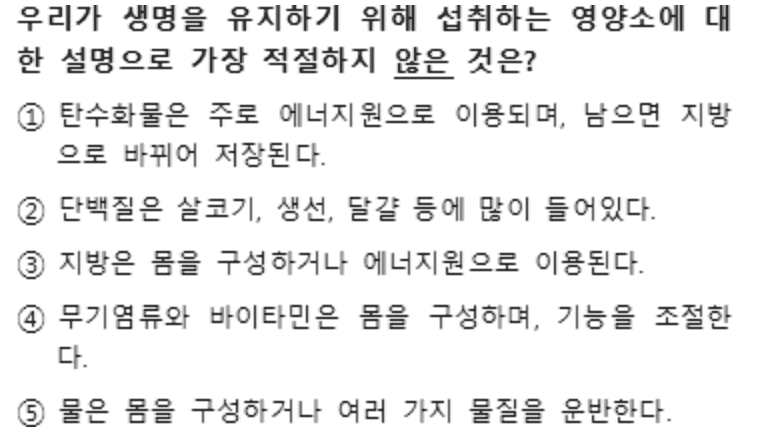 우리가 생명을 유지하기 위해 섭취하는 영양소에 대
한 설명으로 가장 적절하지 않은 것은?
① 탄수화물은 주로 에너지원으로 이용되며, 남으면 지방
으로 바뀌어 저장된다.
② 단백질은 살코기, 생선, 달걀 등에 많이 들어있다.
③ 지방은 몸을 구성하거나 에너지원으로 이용된다.
④ 무기염류와 바이타민은 몸을 구성하며, 기능을 조절한
다.
⑤ 물은 몸을 구성하거나 여러 가지 물질을 운반한다.